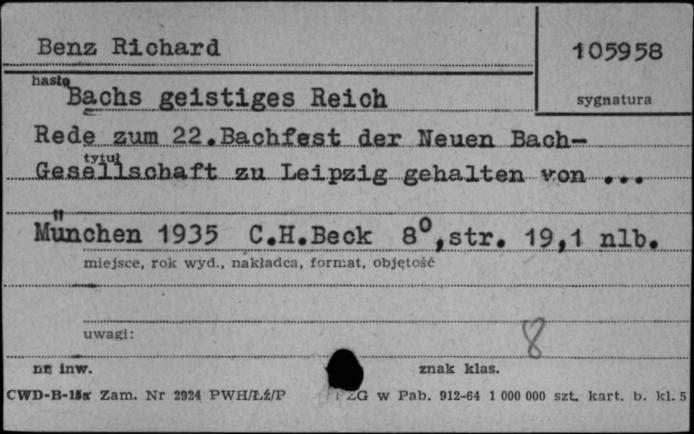 Benz Richard
105958
hasło
Bachs geistiges Reich
sygnatura
Rede zum 22.Bachfest der Neuen Bach-
tytuł
Gesellschaft zu Leipzig gehalten von ...
München 1935 C.H.Beck 8⁰,str. 19,1 nlb.
miejsce, rok wyd., nakładca, format, objętość
uwagi:
8
nr inw.
znak klas.
CWD-B-15a Zam. Nr 2924 PWH/Łź/P PZG w Pab. 912-64 1 000 000 szt. kart. b. kl. 5